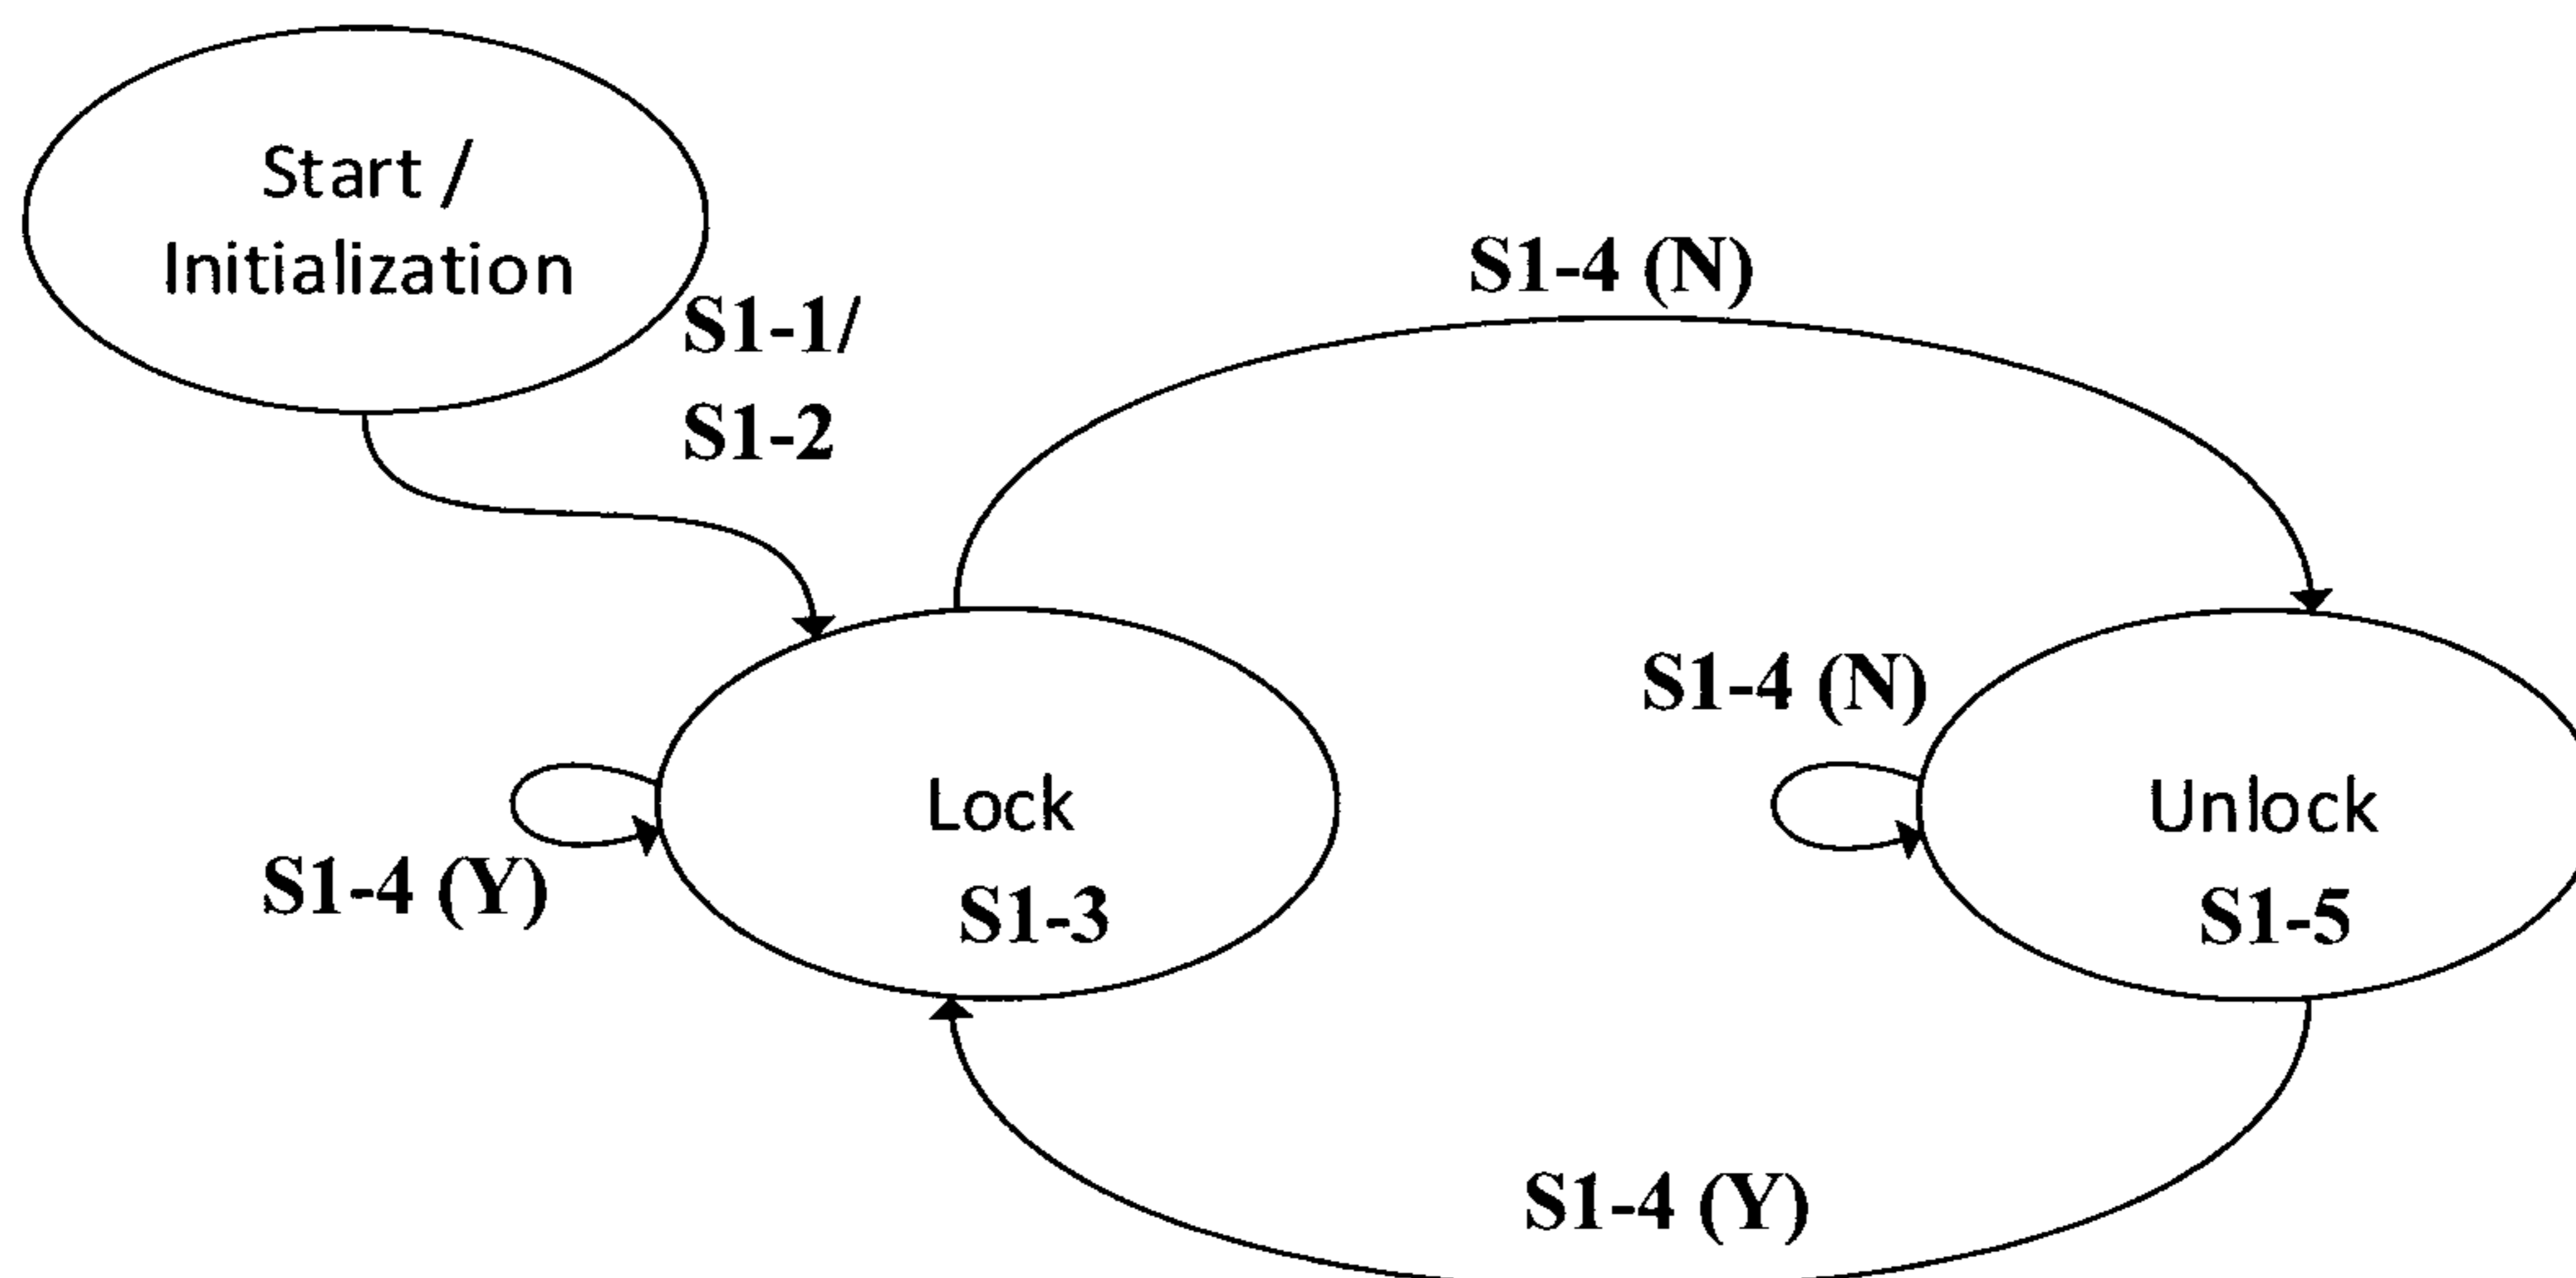 Start /
Initialization
S1-1/
S1-2
S1-4 (N)
S1-4 (N)
Lock
S1-3
S1-4 (Y)
Unlock
S1-5
S1-4 (Y)